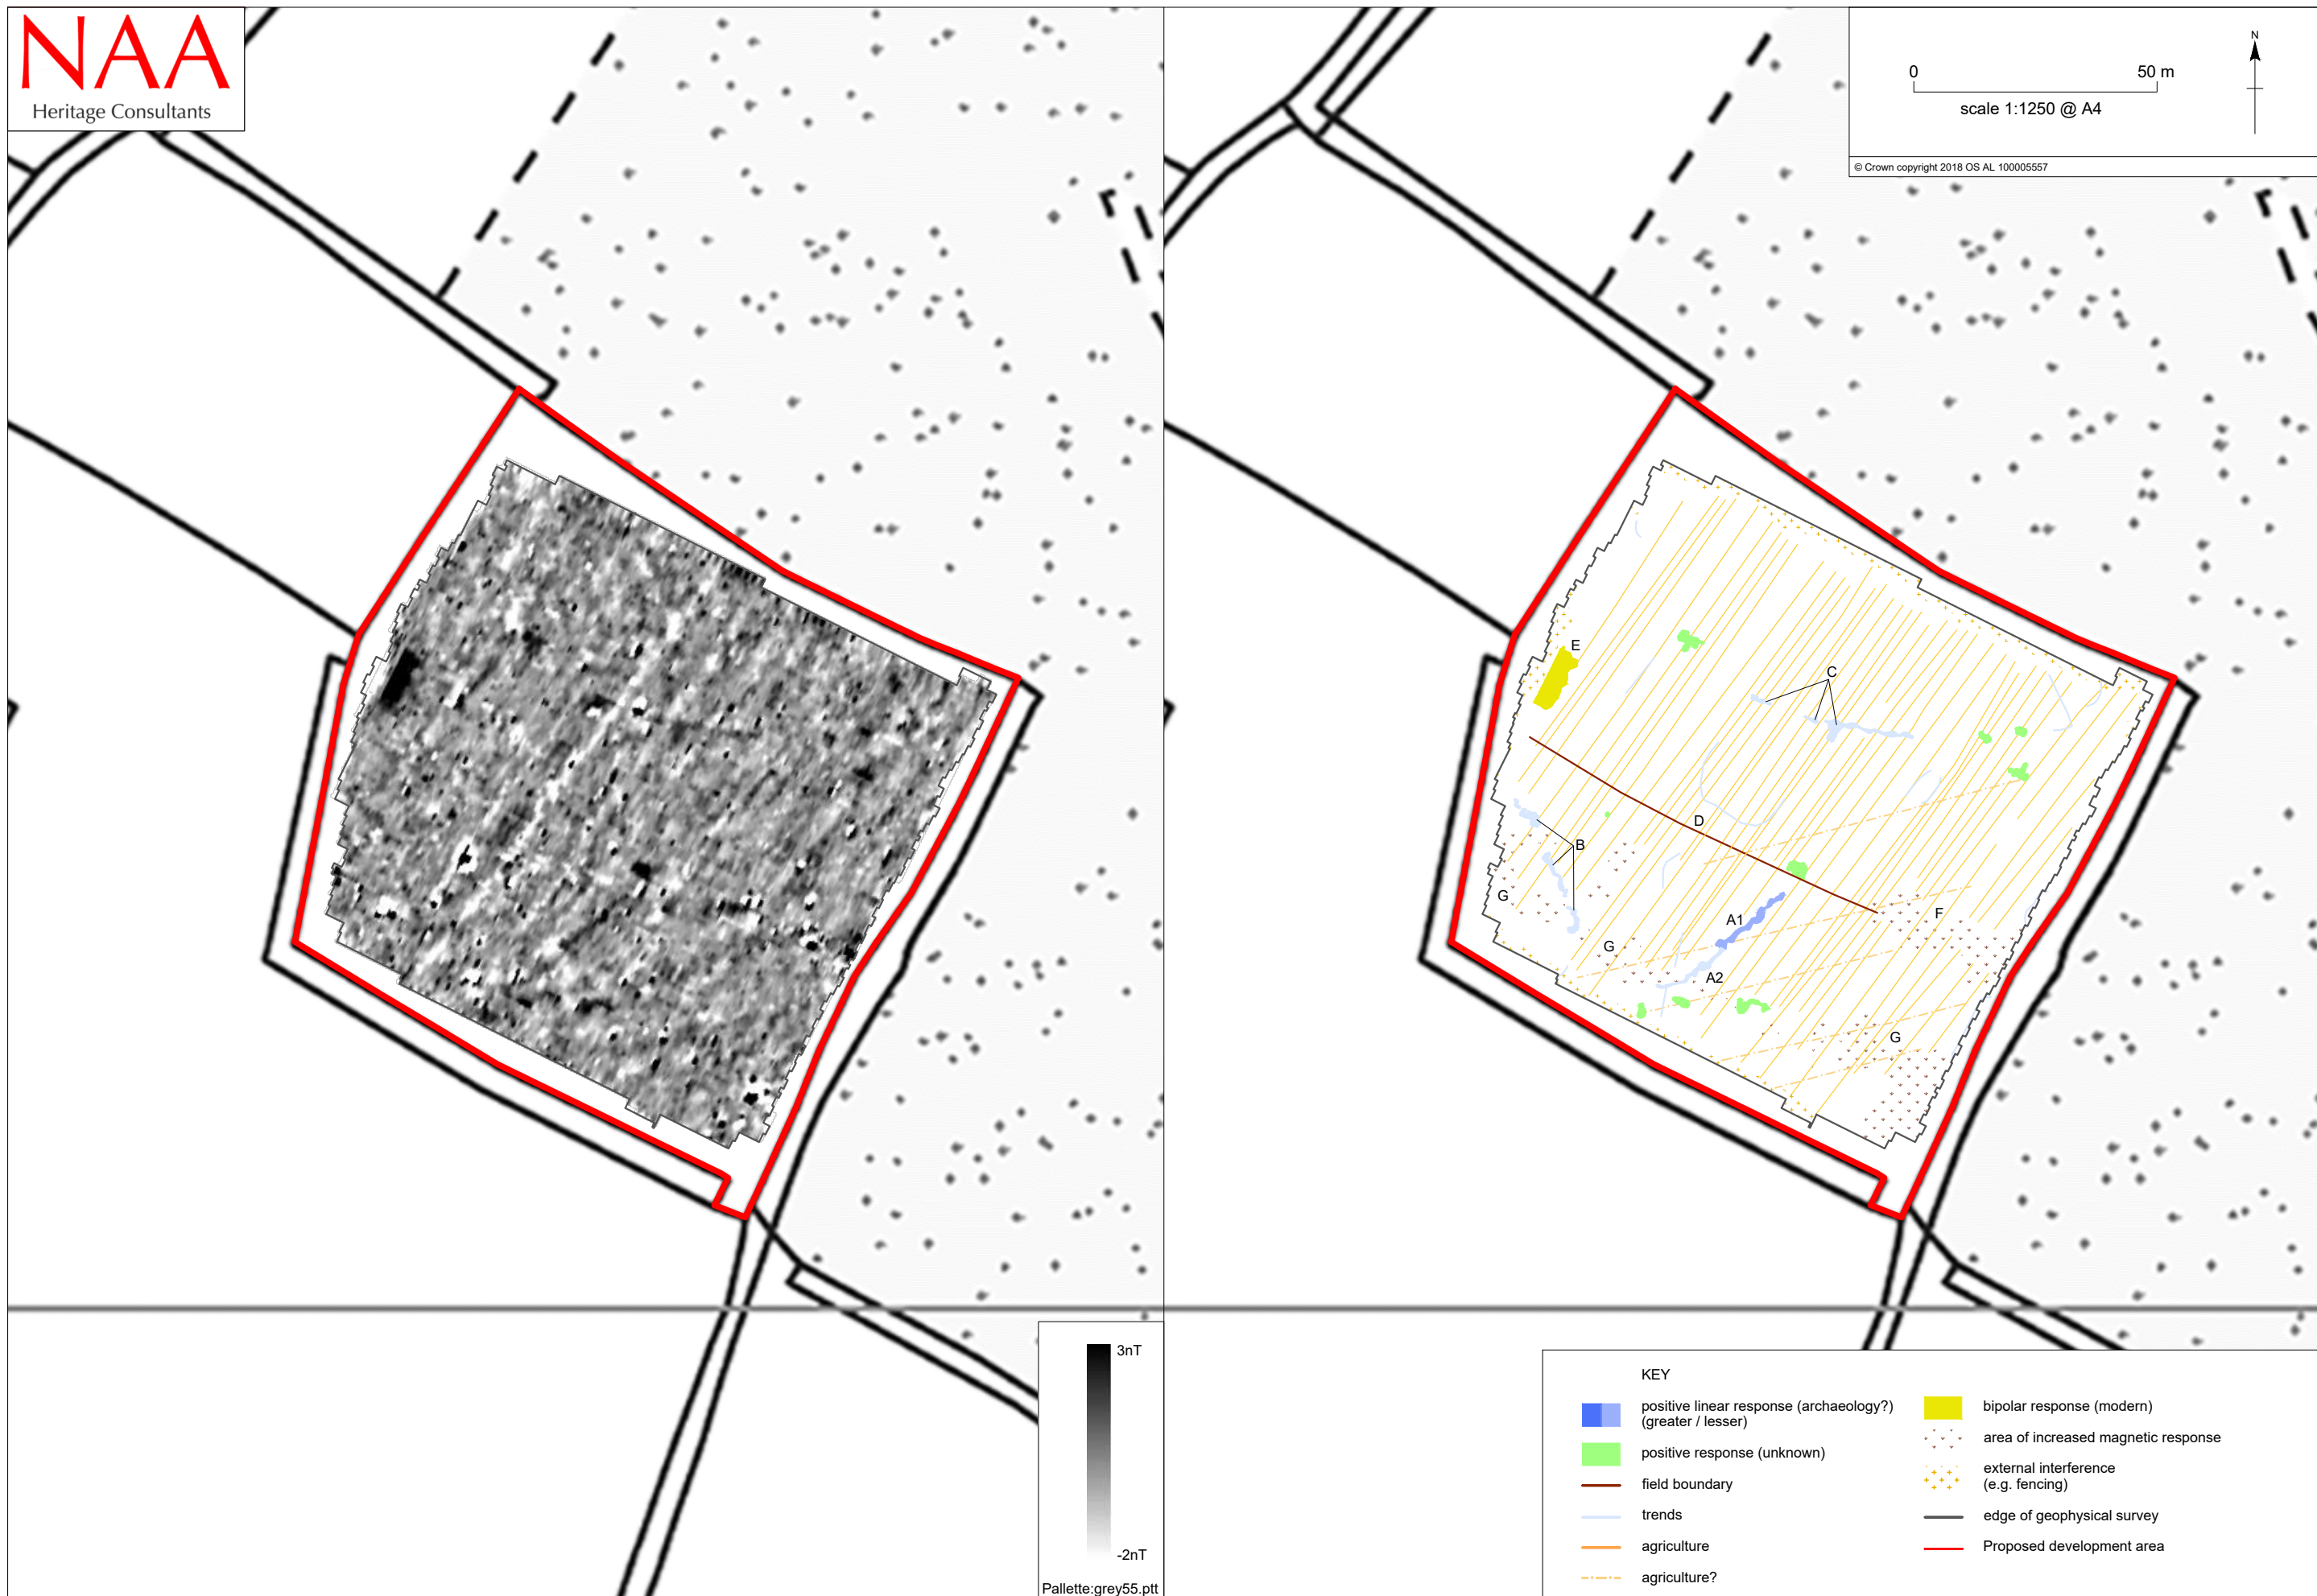 NAA
Heritage Consultants
3nT
-2nT
Pallette:grey55.ptt
N
0 50 m
scale 1:1250 @ A4
© Crown copyright 2018 OS AL 100005557
E
C
D
B
G
A1
F
G
A2
G
KEY
positive linear response (archaeology?)
(greater / lesser)
positive response (unknown)
field boundary
trends
agriculture
agriculture?
bipolar response (modern)
area of increased magnetic response
external interference
(e.g. fencing)
edge of geophysical survey
Proposed development area